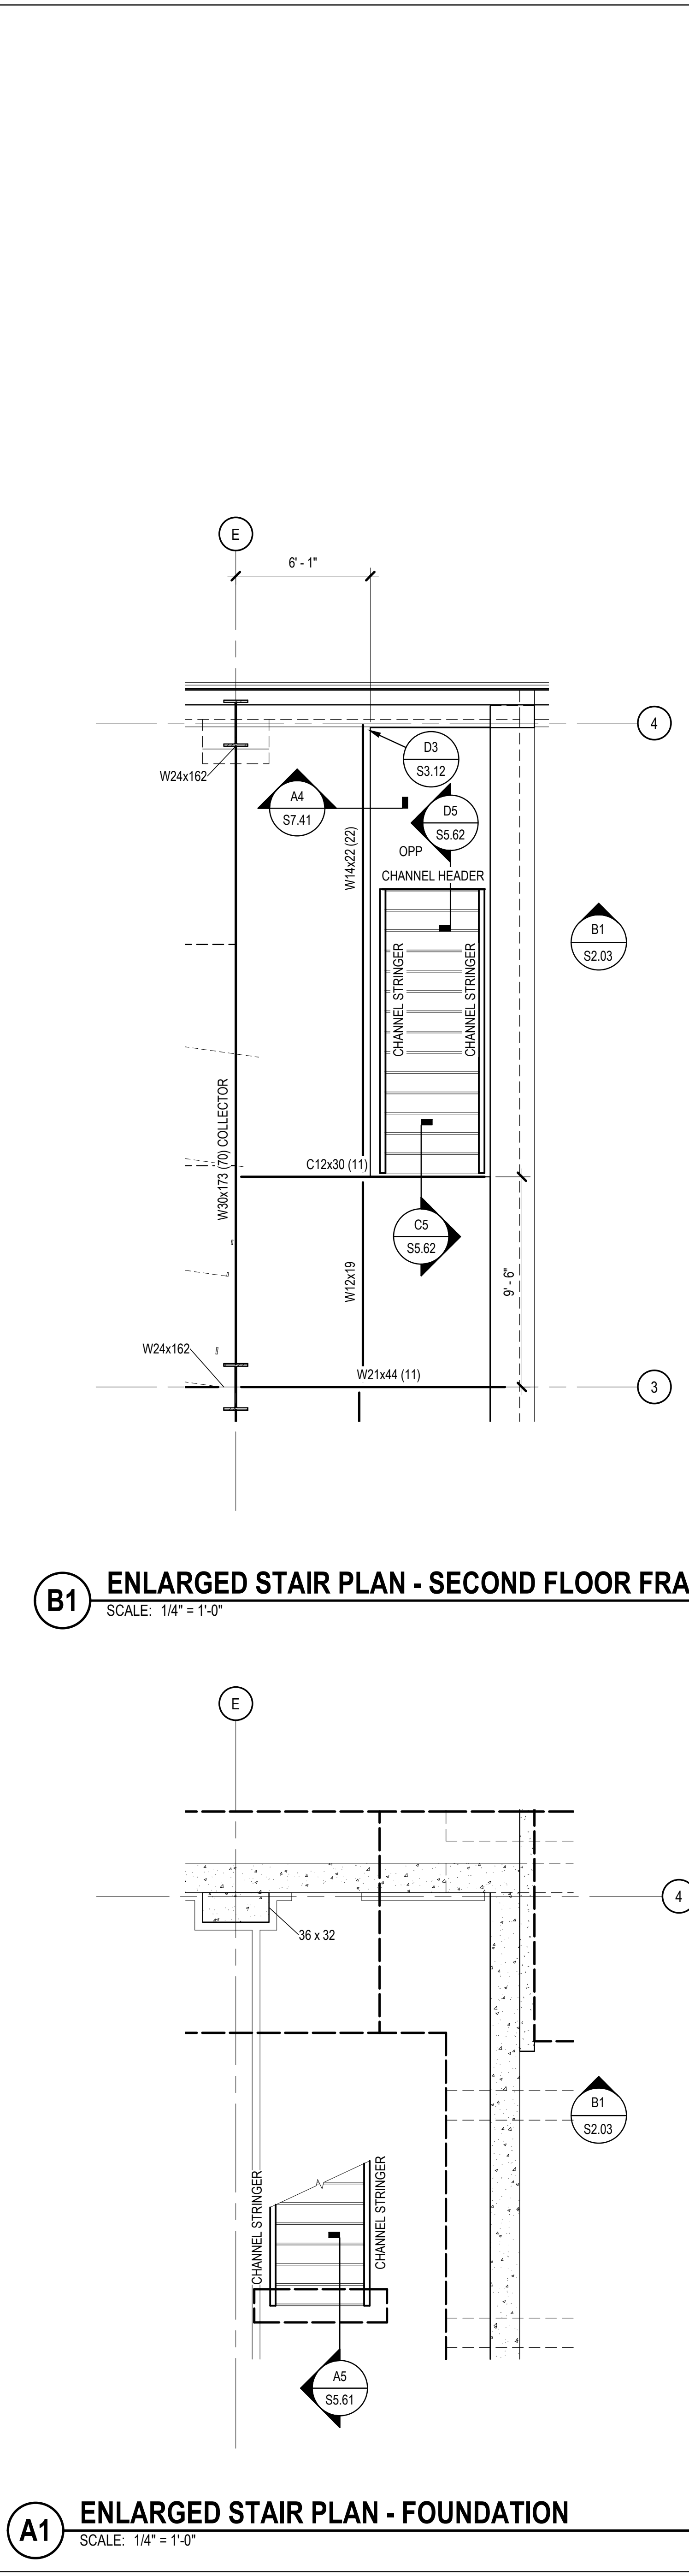 E
6' - 1"
4
D3
S3.12
W24x162
A4
S7.41
D5
S5.62
OPP
W14x22 (22)
CHANNEL HEADER
B1
S2.03
CHANNEL STRINGER
CHANNEL STRINGER
W30x173 (70) COLLECTOR
C12x30 (11)
C5
S5.62
W12x19
9' - 6"
W24x162
W21x44 (11)
3
B1
ENLARGED STAIR PLAN - SECOND FLOOR FRA
SCALE: 1/4" = 1'-0"
E
4
36 x 32
B1
S2.03
CHANNEL STRINGER
CHANNEL STRINGER
A5
S5.61
A1
ENLARGED STAIR PLAN - FOUNDATION
SCALE: 1/4" = 1'-0"